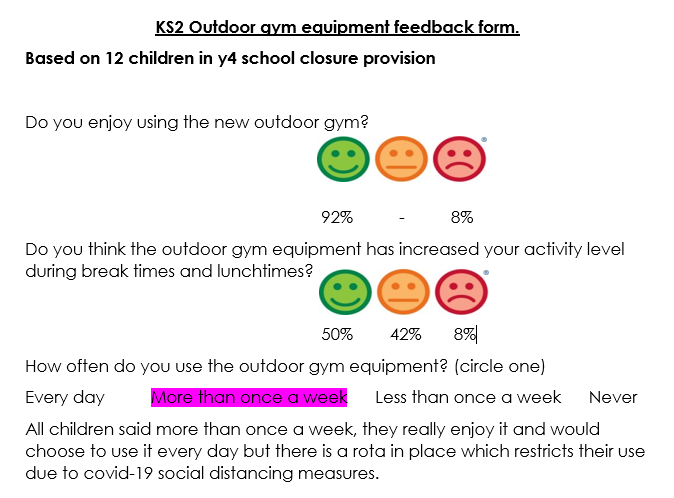 KS2 Outdoor gym equipment feedback form.
Based on 12 children in y4 school closure provision
Do you enjoy using the new outdoor gym?
92% - 8%
Do you think the outdoor gym equipment has increased your activity level
during break times and lunchtimes?
50% 42% 8%
How often do you use the outdoor gym equipment? (circle one)
Every day More than once a week Less than once a week Never
All children said more than once a week, they really enjoy it and would
choose to use it every day but there is a rota in place which restricts their use
due to covid-19 social distancing measures.